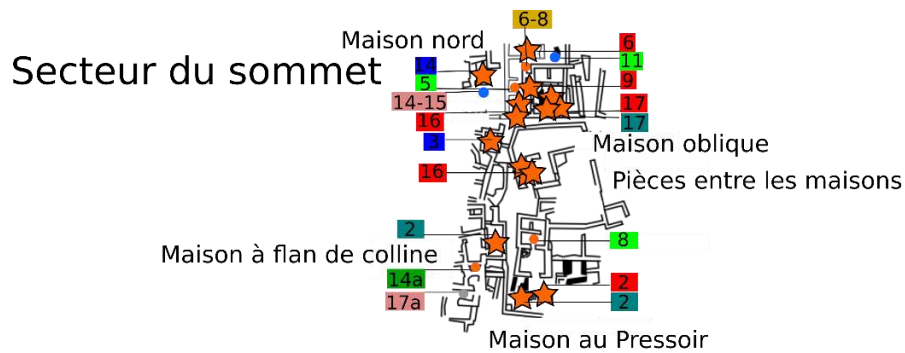 6-8
Maison nord
6
Secteur du sommet
14
11
5
9
14-15
17
16
17
3
Maison oblique
16
Pièces entre les maisons
2
8
Maison à flan de colline
14a
2
17a
2
Maison au Pressoir